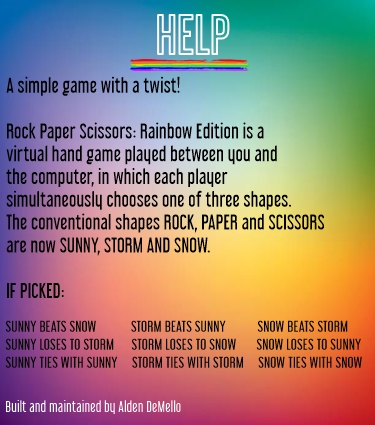 HELP
A simple game with a twist!
Rock Paper Scissors: Rainbow Edition is a
virtual hand game played between you and
the computer, in which each player
simultaneously chooses one of three shapes.
The conventional shapes ROCK, PAPER and SCISSORS
are now SUNNY, STORM AND SNOW.
IF PICKED:
SUNNY BEATS SNOW STORM BEATS SUNNY SNOW BEATS STORM
SUNNY LOSES TO STORM STORM LOSES TO SNOW SNOW LOSES TO SUNNY
SUNNY TIES WITH SUNNY STORM TIES WITH STORM SNOW TIES WITH SNOW
Built and maintained by Alden DeMello